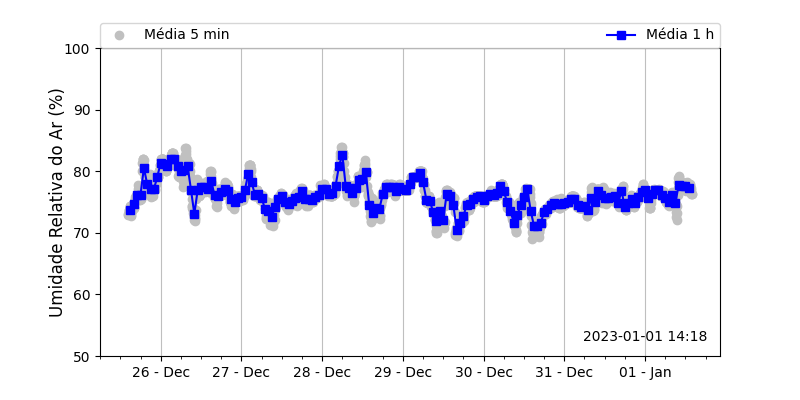 Média 5 min
Média 1 h
Umidade Relativa do Ar (%)
100
90
80
70
60
50
2023-01-01 14:18
26 - Dec
27 - Dec
28 - Dec
29 - Dec
30 - Dec
31 - Dec
01 - Jan